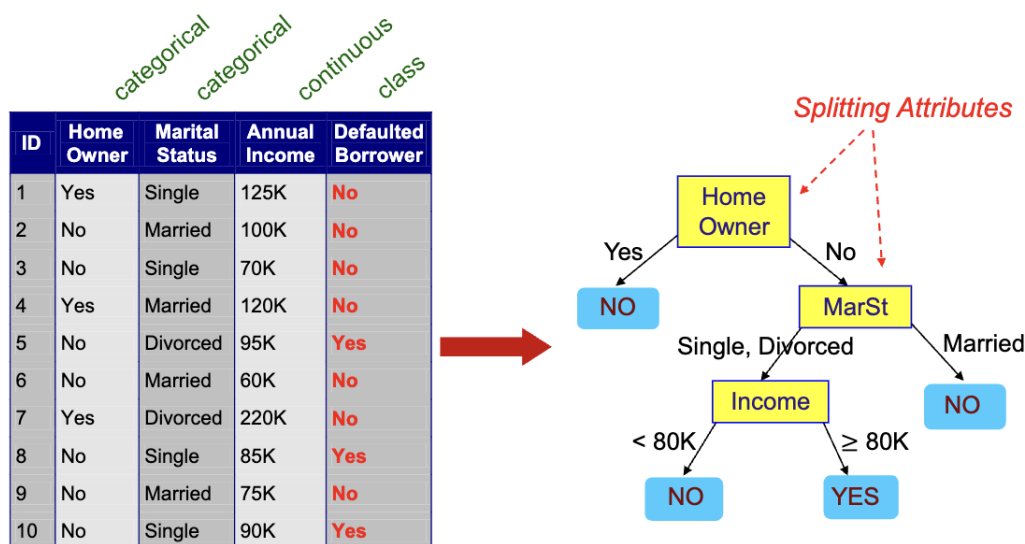 categorical categorical continuous class
ID Home Owner Marital Status Annual Income Defaulted Borrower
1 Yes Single 125K No
2 No Married 100K No
3 No Single 70K No
4 Yes Married 120K No
5 No Divorced 95K Yes
6 No Married 60K No
7 Yes Divorced 220K No
8 No Single 85K Yes
9 No Married 75K No
10 No Single 90K Yes
Splitting Attributes
Home
Owner
Yes No
NO MarSt
Single, Divorced Married
Income NO
< 80K ≥ 80K
NO YES